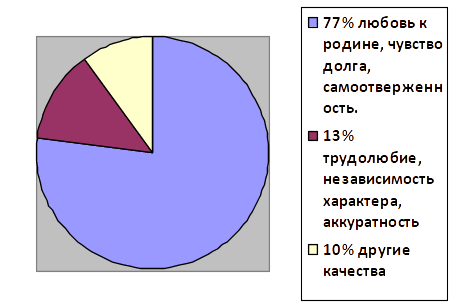 77% любовь к
родине, чувство
долга,
самоотверженн
ость.
13%
трудолюбие,
независимость
характера,
аккуратность
10% другие
качества